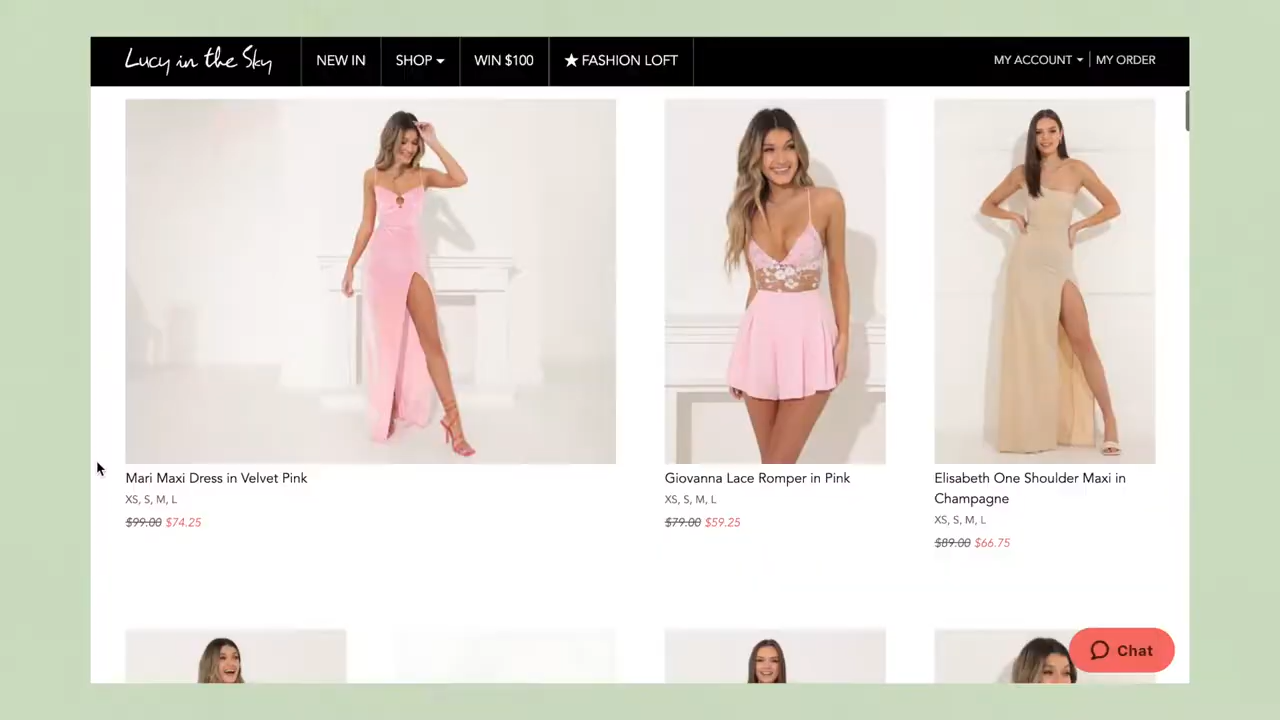 Lucy in the Sky
NEW IN
SHOP
WIN $100
FASHION LOFT
MY ACCOUNT
MY ORDER
Mari Maxi Dress in Velvet Pink
XS, S, M, L
$99.00 $74.25
Giovanna Lace Romper in Pink
XS, S, M, L
$79.00 $59.25
Elisabeth One Shoulder Maxi in
Champagne
XS, S, M, L
$89.00 $66.75
Chat